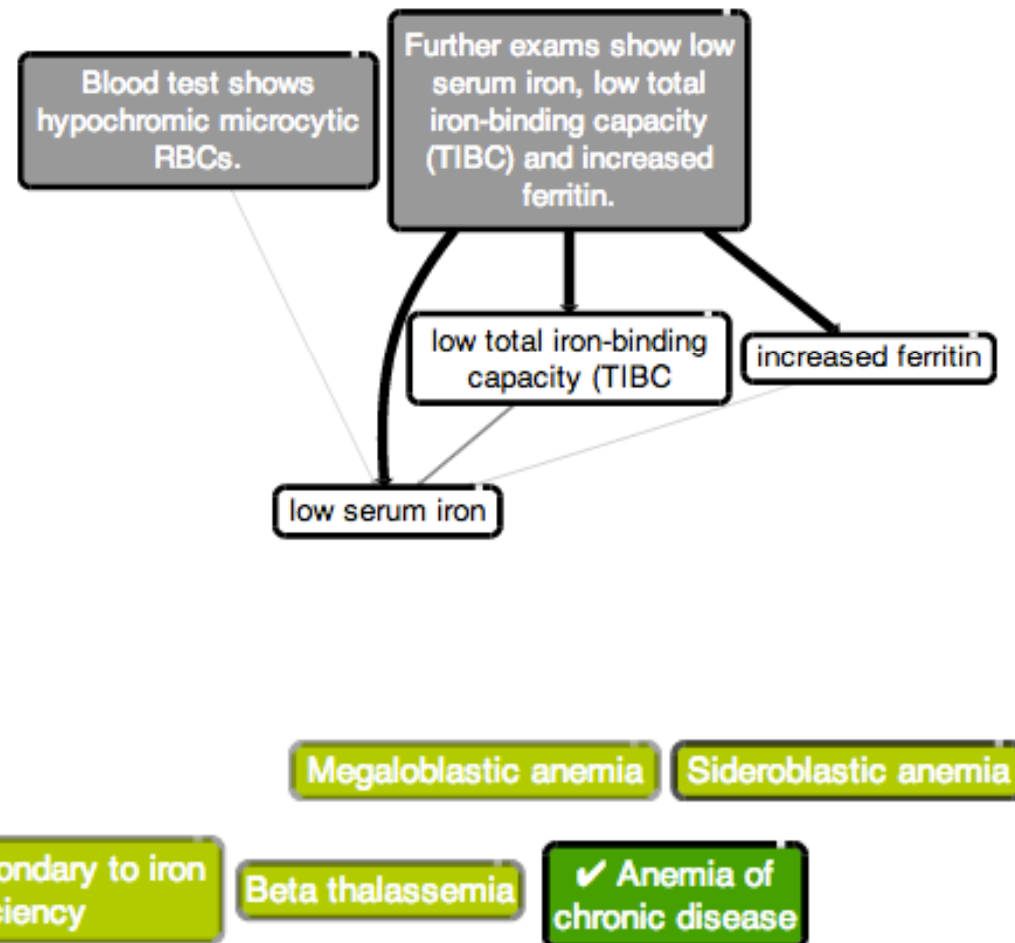 Blood test shows
hypochromic microcytic
RBCs.
Further exams show low
serum iron, low total
iron-binding capacity
(TIBC) and increased
ferritin.
low total iron-binding
capacity (TIBC
increased ferritin
low serum iron
Megaloblastic anemia
Sideroblastic anemia
ondary to iron
ciency
Beta thalassemia
✔ Anemia of
chronic disease